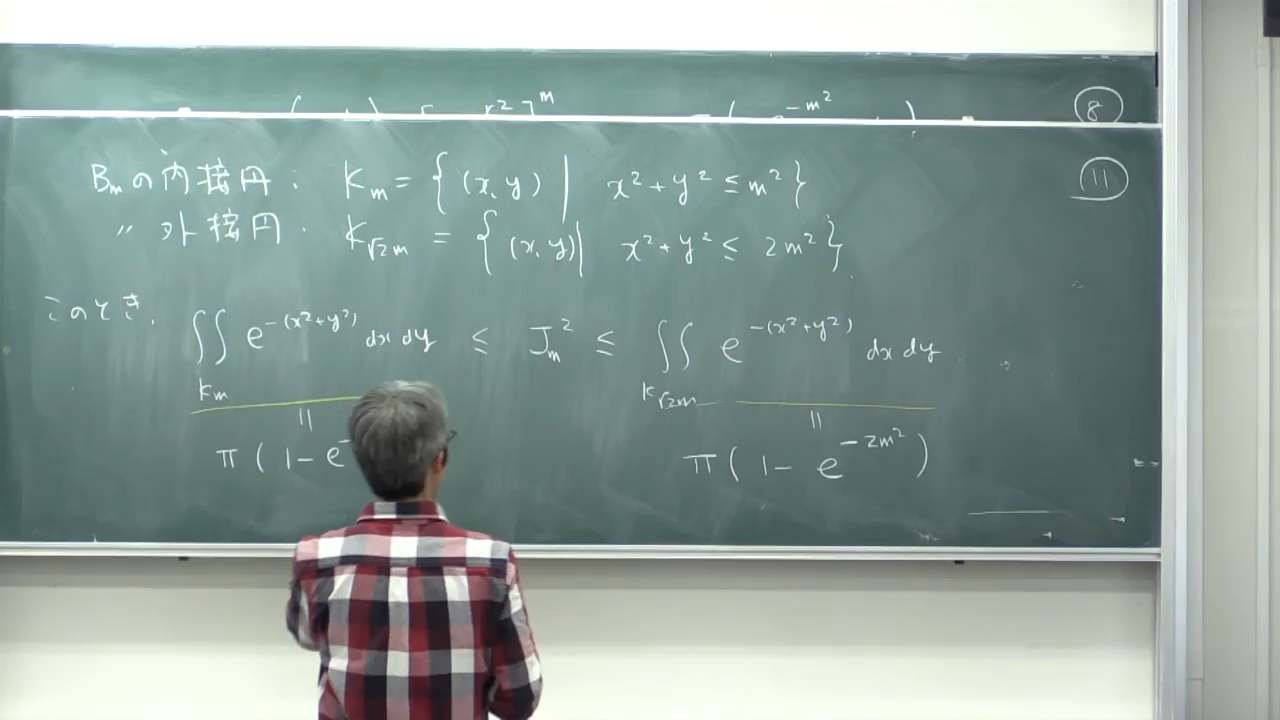 -m² ⑧
⑪
Bmの内接円: Km = { (x, y) | x² + y² ≤ m² }
〃 外接円: K√2m = { (x, y) | x² + y² ≤ 2m² }.
このとき, ∬Km e^-(x²+y²) dx dy ≤ Jm² ≤ ∬K√2m e^-(x²+y²) dx dy
|| ||
π(1-e^- π(1-e^-2m²)